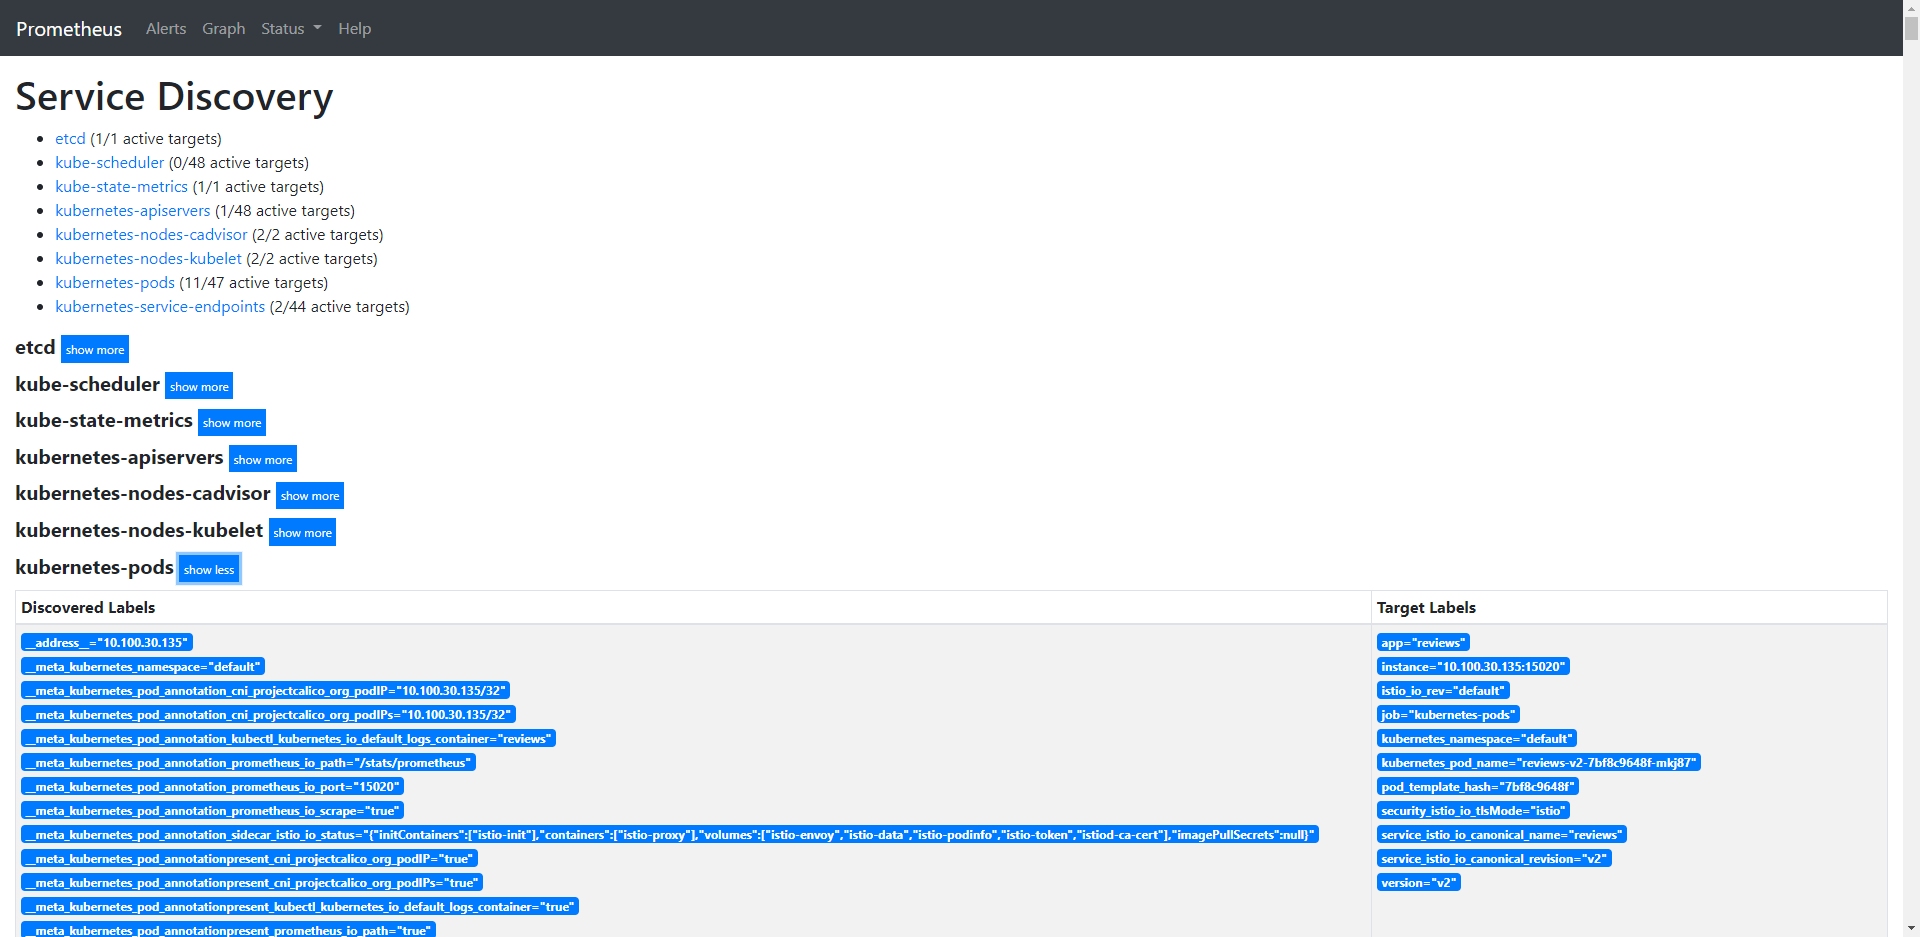 Prometheus Alerts Graph Status Help
Service Discovery
etcd (1/1 active targets)
kube-scheduler (0/48 active targets)
kube-state-metrics (1/1 active targets)
kubernetes-apiservers (1/48 active targets)
kubernetes-nodes-cadvisor (2/2 active targets)
kubernetes-nodes-kubelet (2/2 active targets)
kubernetes-pods (11/47 active targets)
kubernetes-service-endpoints (2/44 active targets)
etcd show more
kube-scheduler show more
kube-state-metrics show more
kubernetes-apiservers show more
kubernetes-nodes-cadvisor show more
kubernetes-nodes-kubelet show more
kubernetes-pods show less
Discovered Labels
__address__="10.100.30.135"
__meta_kubernetes_namespace="default"
__meta_kubernetes_pod_annotation_cni_projectcalico_org_podIP="10.100.30.135/32"
__meta_kubernetes_pod_annotation_cni_projectcalico_org_podIPs="10.100.30.135/32"
__meta_kubernetes_pod_annotation_kubectl_kubernetes_io_default_logs_container="reviews"
__meta_kubernetes_pod_annotation_prometheus_io_path="/stats/prometheus"
__meta_kubernetes_pod_annotation_prometheus_io_port="15020"
__meta_kubernetes_pod_annotation_prometheus_io_scrape="true"
__meta_kubernetes_pod_annotation_sidecar_istio_io_status="{"initContainers":["istio-init"],"containers":["istio-proxy"],"volumes":["istio-envoy","istio-data","istio-podinfo","istio-token","istiod-ca-cert"],"imagePullSecrets":null}"
__meta_kubernetes_pod_annotationpresent_cni_projectcalico_org_podIP="true"
__meta_kubernetes_pod_annotationpresent_cni_projectcalico_org_podIPs="true"
__meta_kubernetes_pod_annotationpresent_kubectl_kubernetes_io_default_logs_container="true"
__meta_kubernetes_pod_annotationpresent_prometheus_io_path="true"
Target Labels
app="reviews"
instance="10.100.30.135:15020"
istio_io_rev="default"
job="kubernetes-pods"
kubernetes_namespace="default"
kubernetes_pod_name="reviews-v2-7bf8c9648f-mkj87"
pod_template_hash="7bf8c9648f"
security_istio_io_tlsMode="istio"
service_istio_io_canonical_name="reviews"
service_istio_io_canonical_revision="v2"
version="v2"